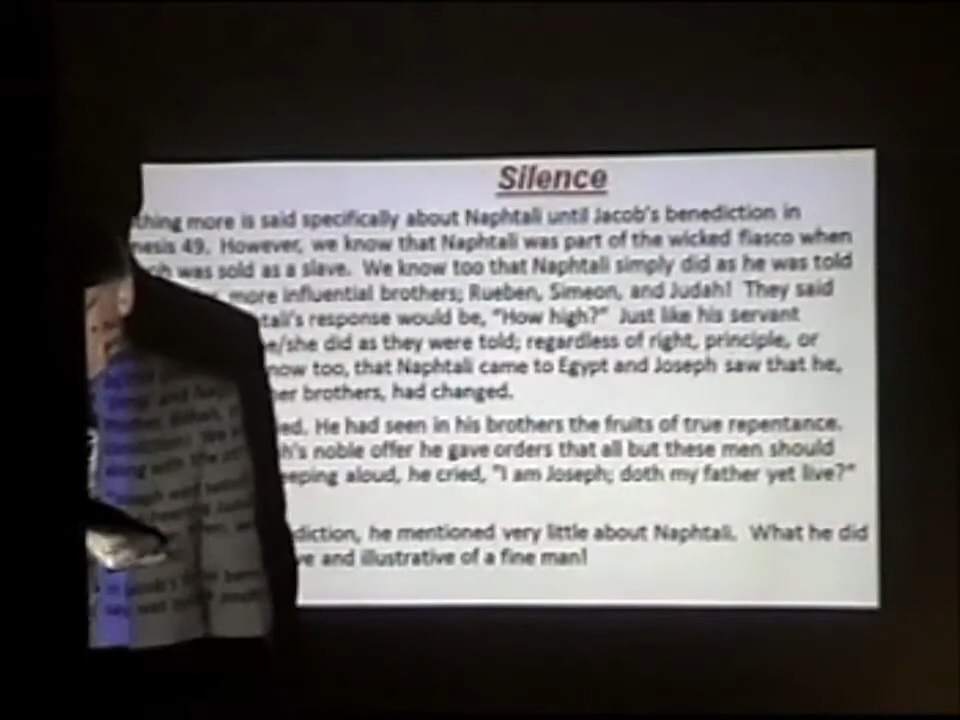 Silence
thing more is said specifically about Naphtali until Jacob's benediction in
nesis 49. However, we know that Naphtali was part of the wicked fiasco when
was sold as a slave. We know too that Naphtali simply did as he was told
more influential brothers; Rueben, Simeon, and Judah! They said
tali's response would be, "How high?" Just like his servant
he/she did as they were told; regardless of right, principle, or
now too, that Naphtali came to Egypt and Joseph saw that he,
her brothers, had changed.
ed. He had seen in his brothers the fruits of true repentance.
h's noble offer he gave orders that all but these men should
eeping aloud, he cried, "I am Joseph; doth my father yet live?"
diction, he mentioned very little about Naphtali. What he did
ve and illustrative of a fine man!